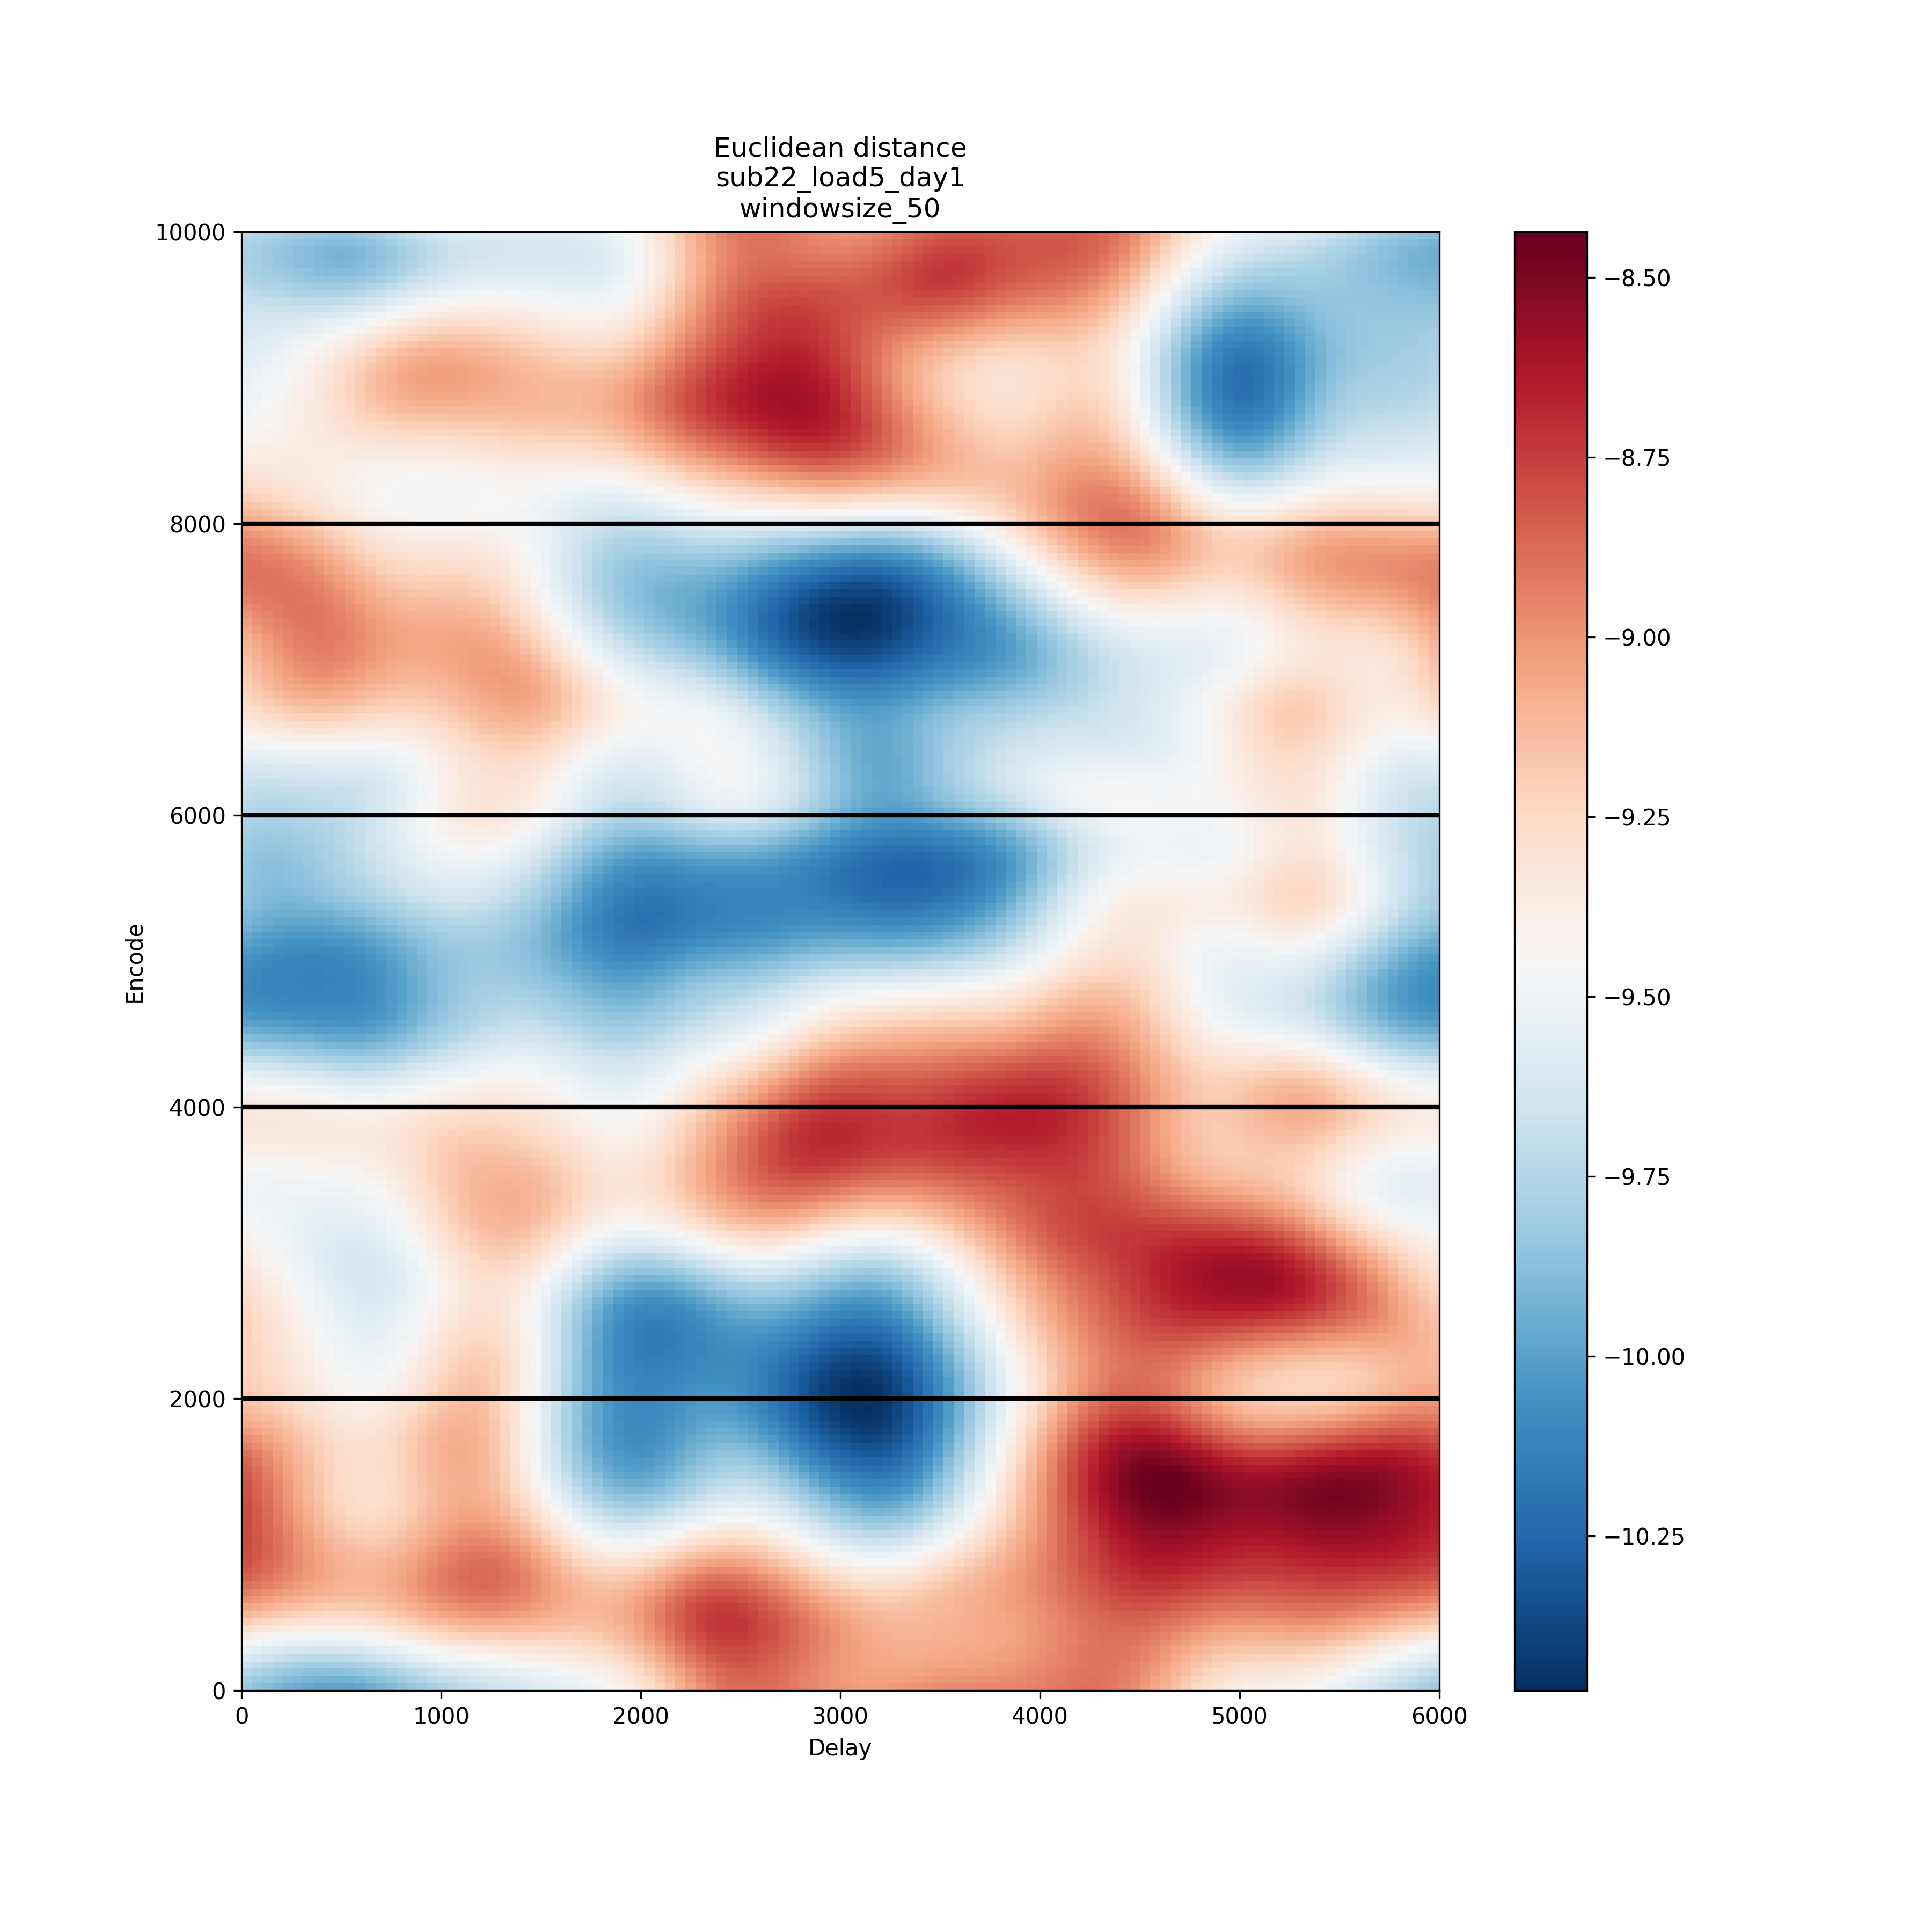 Euclidean distance
sub22_load5_day1
windowsize_50
10000
8000
6000
4000
2000
0
Encode
0 1000 2000 3000 4000 5000 6000
Delay
−8.50
−8.75
−9.00
−9.25
−9.50
−9.75
−10.00
−10.25